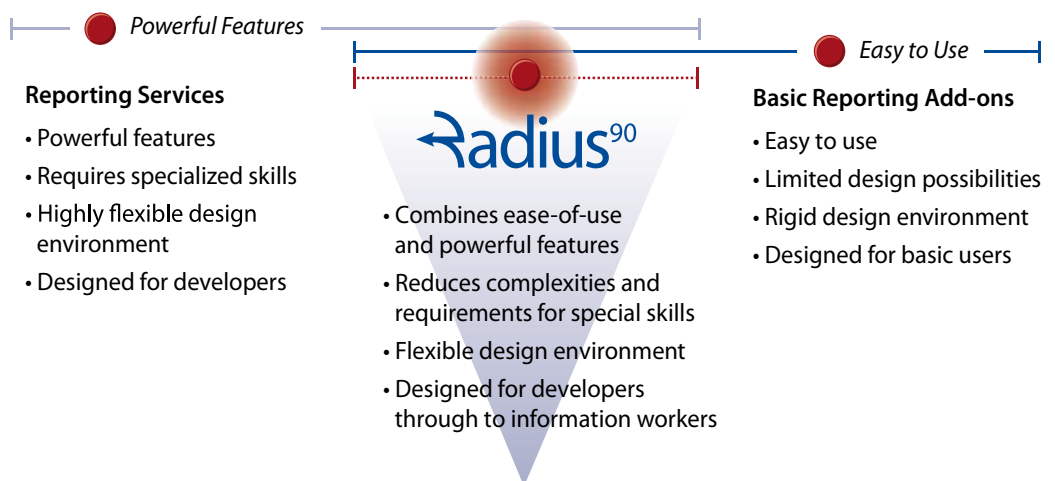 Powerful Features
Easy to Use
Reporting Services
• Powerful features
• Requires specialized skills
• Highly flexible design
environment
• Designed for developers
Radius90
• Combines ease-of-use
and powerful features
• Reduces complexities and
requirements for special skills
• Flexible design environment
• Designed for developers
through to information workers
Basic Reporting Add-ons
• Easy to use
• Limited design possibilities
• Rigid design environment
• Designed for basic users